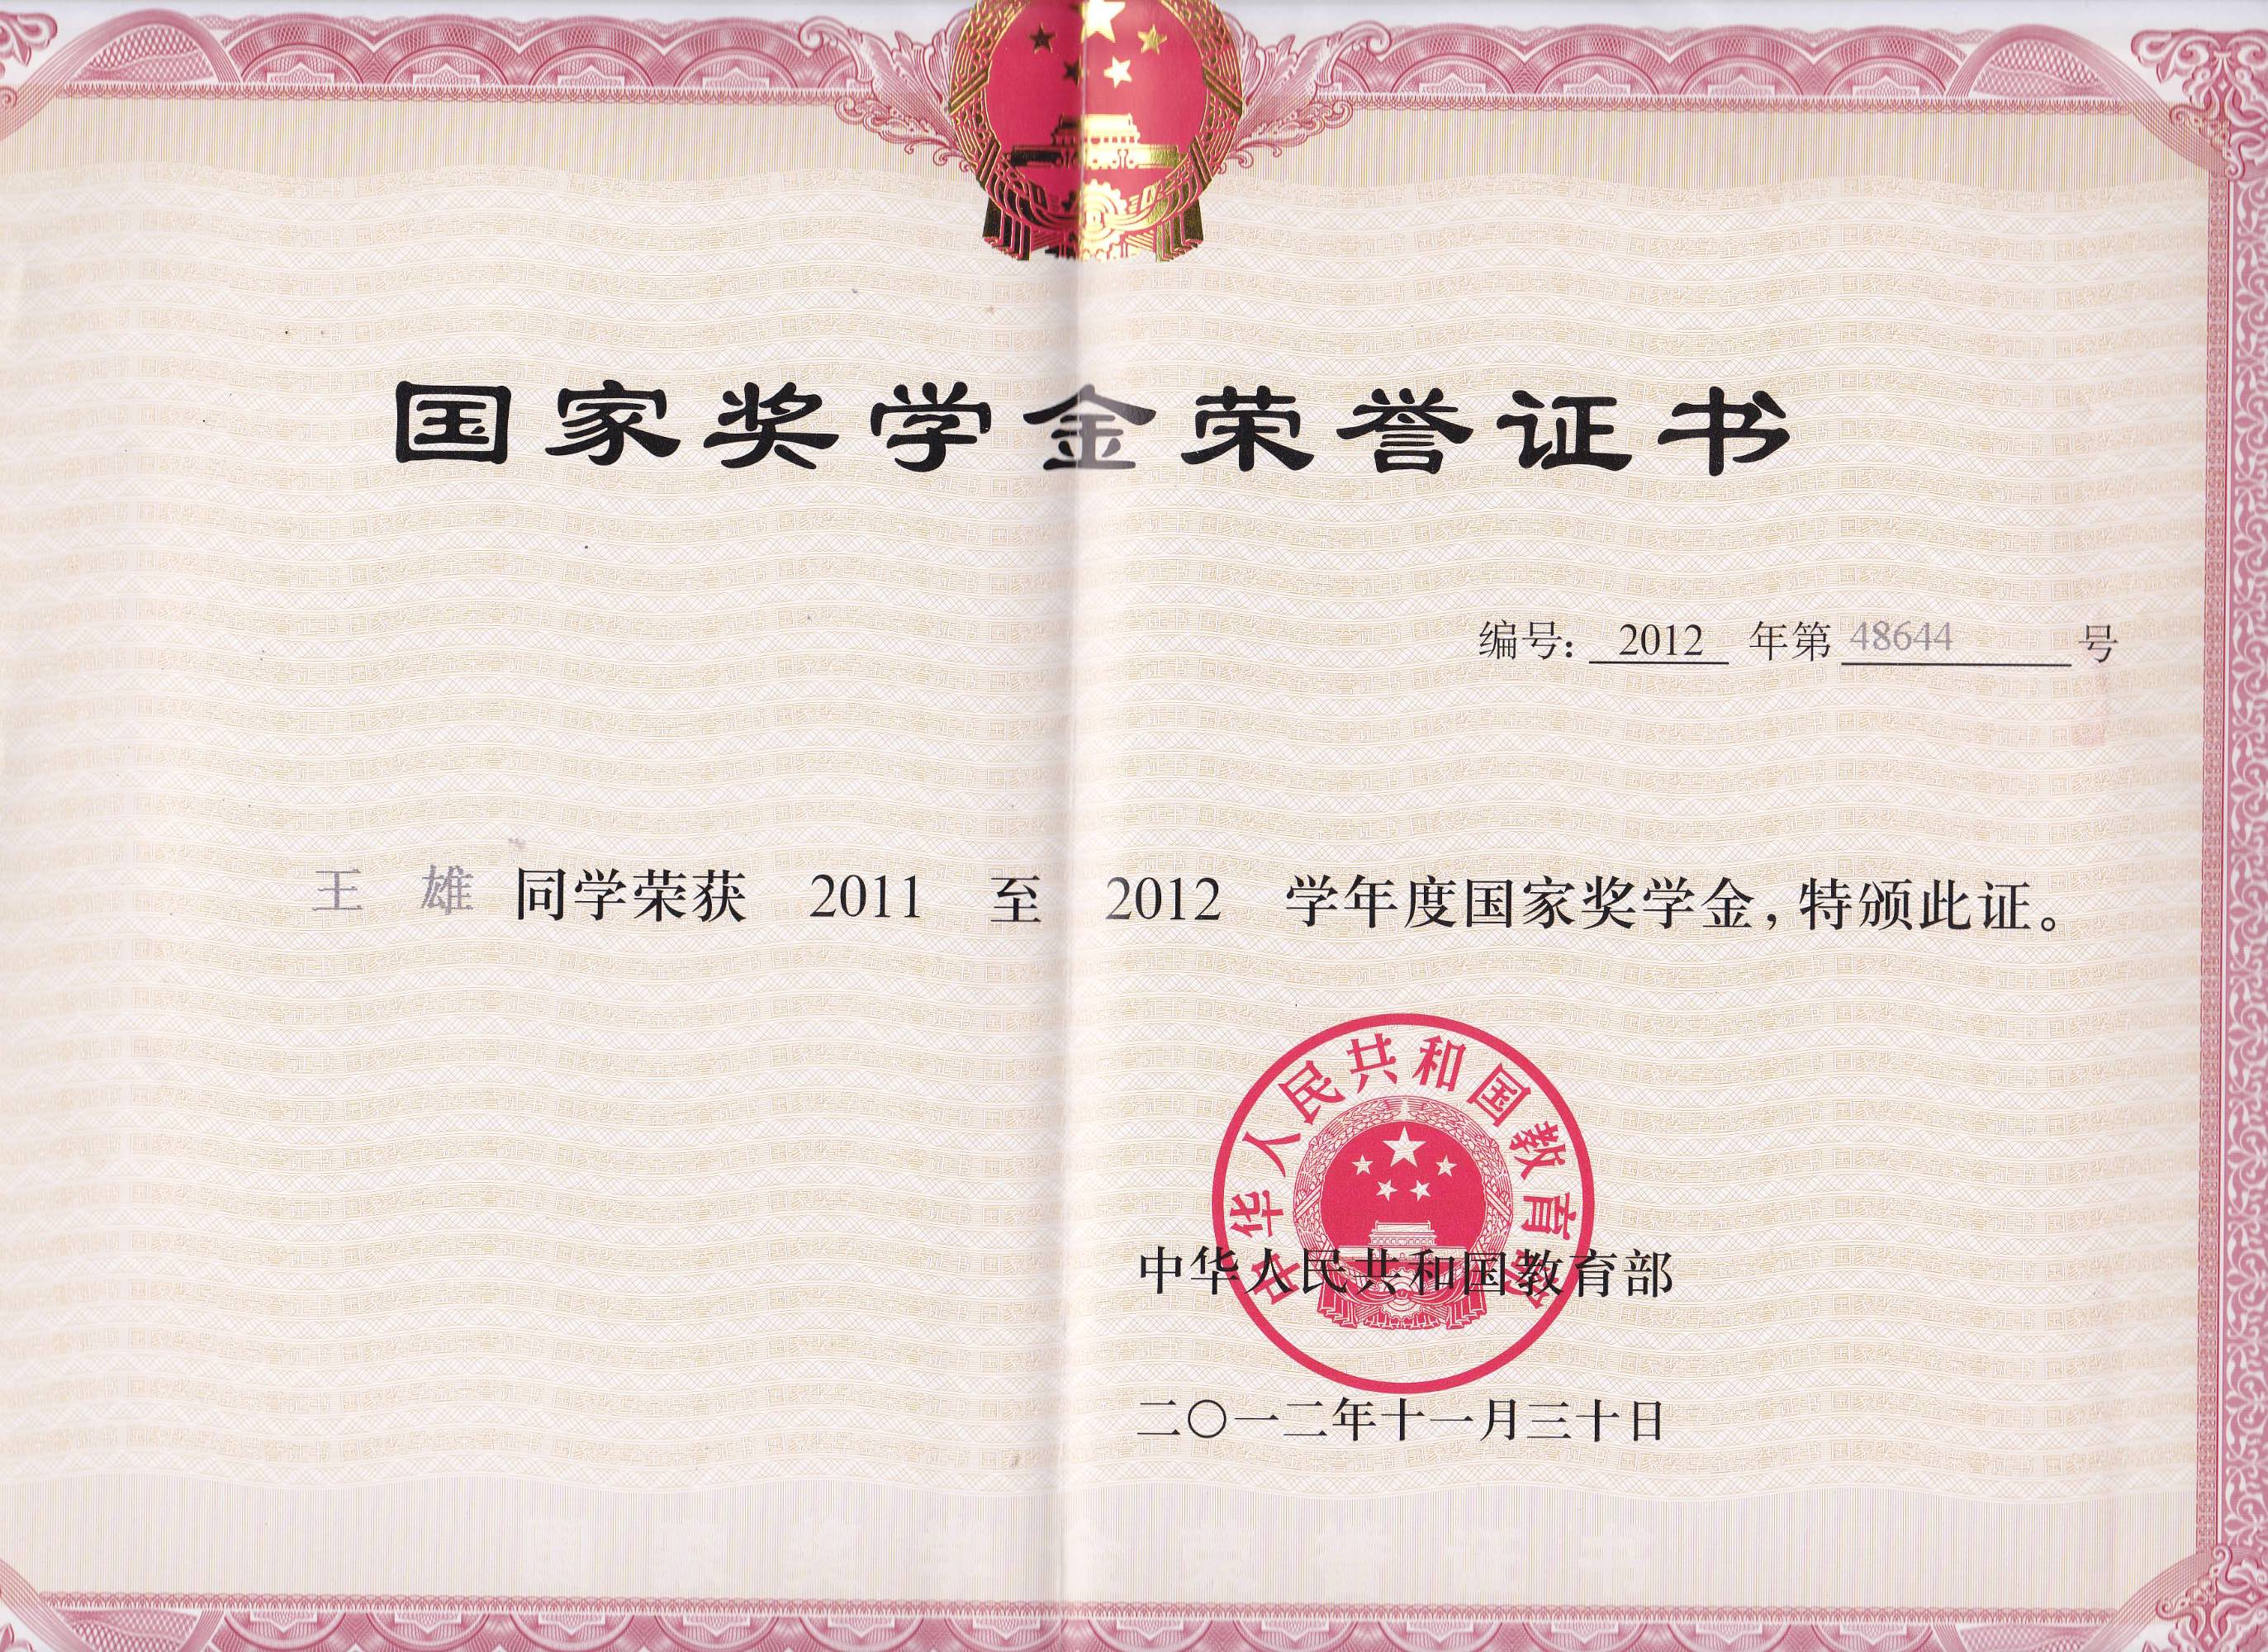 国家奖学金荣誉证书
编号：2012 年第 48644 号
王 雄 同学荣获 2011 至 2012 学年度国家奖学金，特颁此证。
中华人民共和国教育部
中华人民共和国教育部
二〇一二年十一月三十日